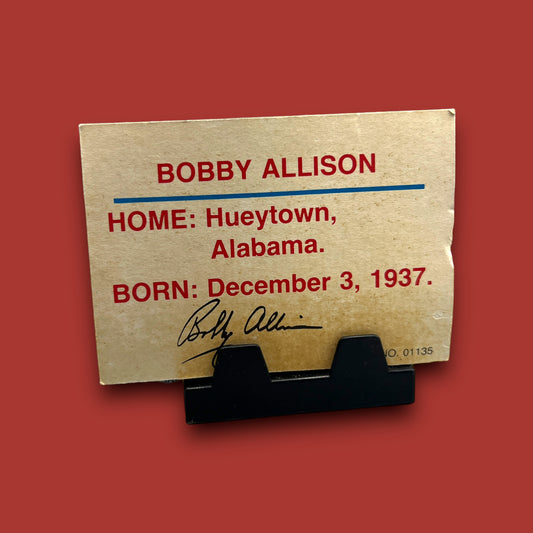 BOBBY ALLISON
HOME: Hueytown,
Alabama.
BORN: December 3, 1937.
Bobby Allison
NO. 01135